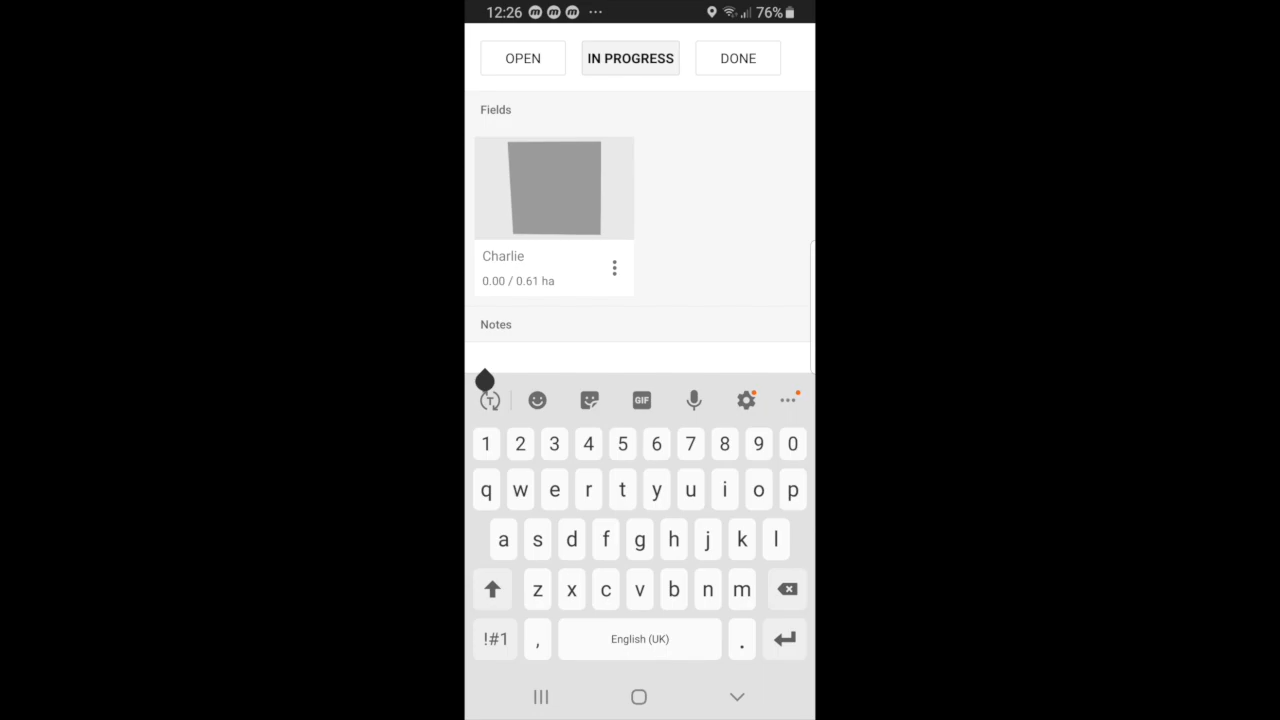 12:26 m m m ... 76%
OPEN IN PROGRESS DONE
Fields
Charlie
0.00 / 0.61 ha
Notes
T GIF
1 2 3 4 5 6 7 8 9 0
q w e r t y u i o p
a s d f g h j k l
z x c v b n m
!#1 , English (UK) .